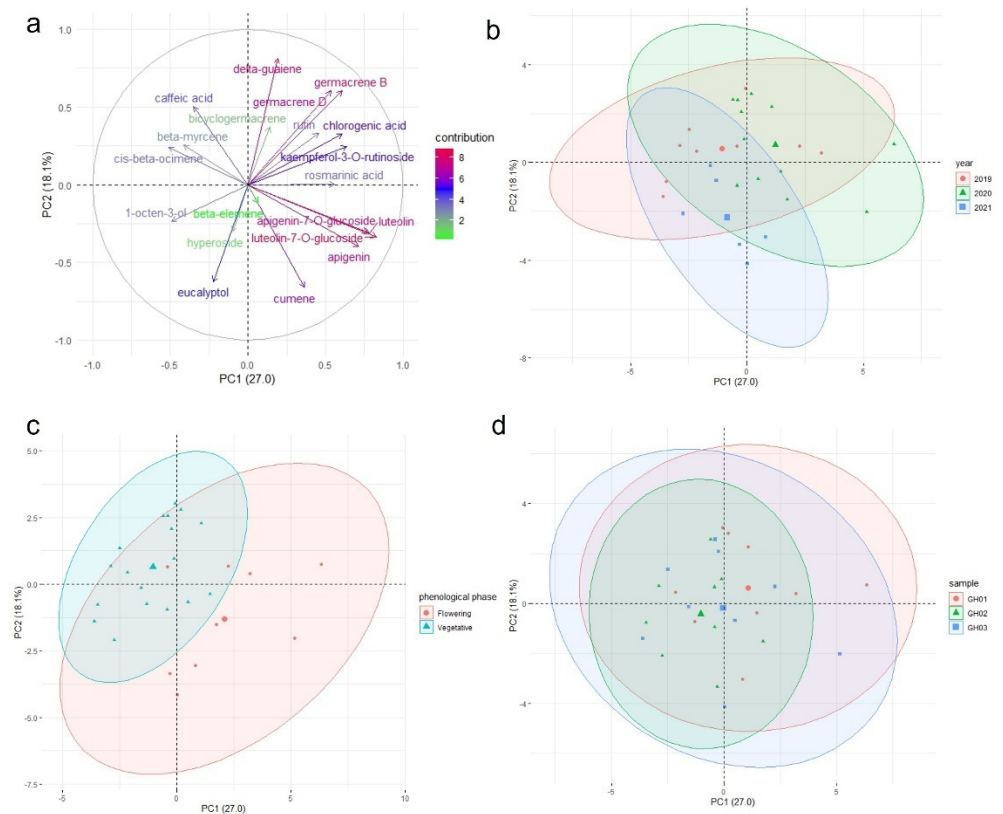 a
PC2 (18.1%)
1.0
0.5
0.0
-0.5
-1.0
delta-guaiene
germacrene B
caffeic acid
germacrene D
bicyclogermacrene
rutin
chlorogenic acid
beta-myrcene
cis-beta-ocimene
kaempferol-3-O-rutinoside
rosmarinic acid
1-octen-3-ol
beta-elemene
apigenin-7-O-glucoside
luteolin
hyperoside
luteolin-7-O-glucoside
apigenin
eucalyptol
cumene
-1.0 -0.5 0.0 0.5 1.0
PC1 (27.0)
contribution
8
6
4
2
b
PC2 (18.1%)
4
0
-4
-8
-5 0 5
PC1 (27.0)
year
2019
2020
2021
c
PC2 (18.1%)
5.0
2.5
0.0
-2.5
-5.0
-7.5
-5 0 5 10
PC1 (27.0)
phenological phase
Flowering
Vegetative
d
PC2 (18.1%)
4
0
-4
-5 0 5
PC1 (27.0)
sample
GH01
GH02
GH03